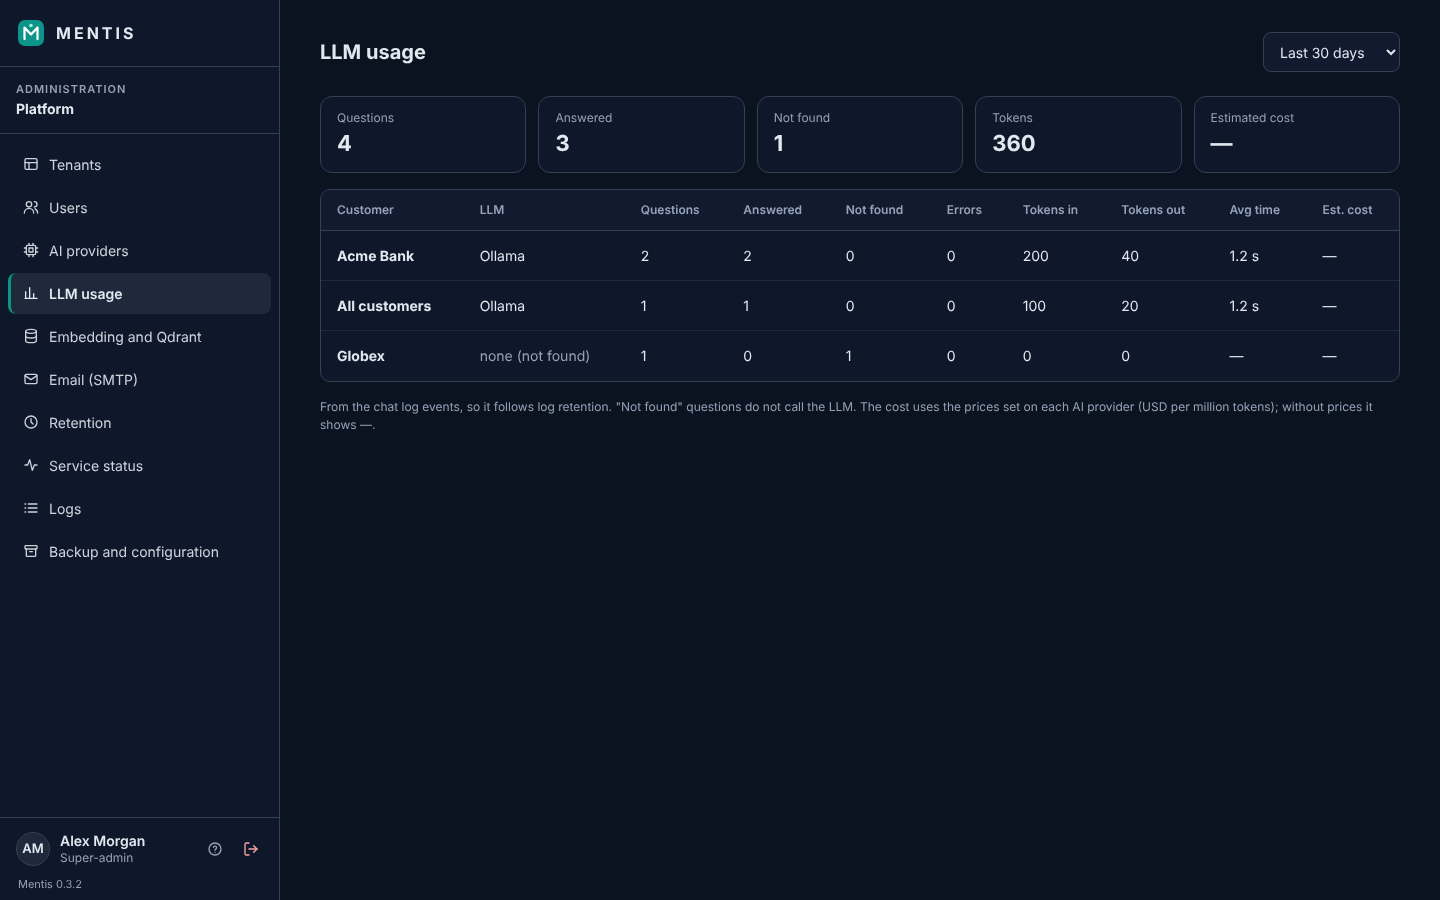 MENTIS
ADMINISTRATION
Platform
Tenants
Users
AI providers
LLM usage
Embedding and Qdrant
Email (SMTP)
Retention
Service status
Logs
Backup and configuration
AM
Alex Morgan
Super-admin
Mentis 0.3.2
LLM usage
Last 30 days
Questions
4
Answered
3
Not found
1
Tokens
360
Estimated cost
—
Customer LLM Questions Answered Not found Errors Tokens in Tokens out Avg time Est. cost
Acme Bank Ollama 2 2 0 0 200 40 1.2 s —
All customers Ollama 1 1 0 0 100 20 1.2 s —
Globex none (not found) 1 0 1 0 0 0 — —
From the chat log events, so it follows log retention. "Not found" questions do not call the LLM. The cost uses the prices set on each AI provider (USD per million tokens); without prices it
shows —.